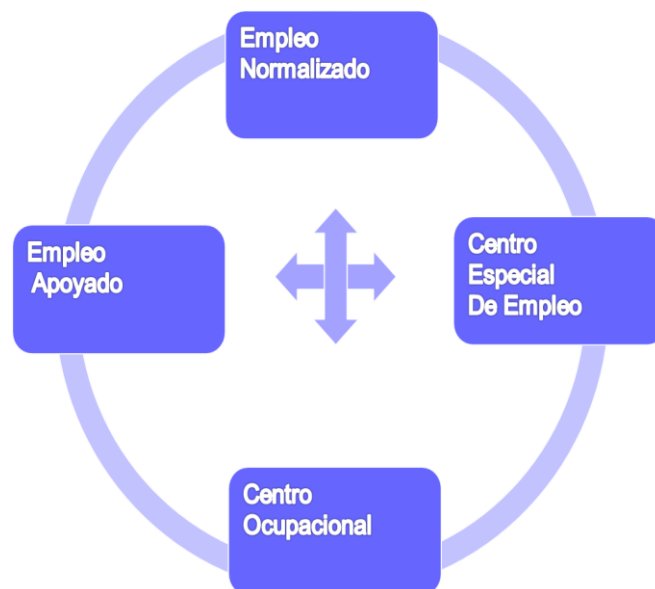 Empleo
Normalizado
Empleo
Apoyado
Centro
Especial
De Empleo
Centro
Ocupacional